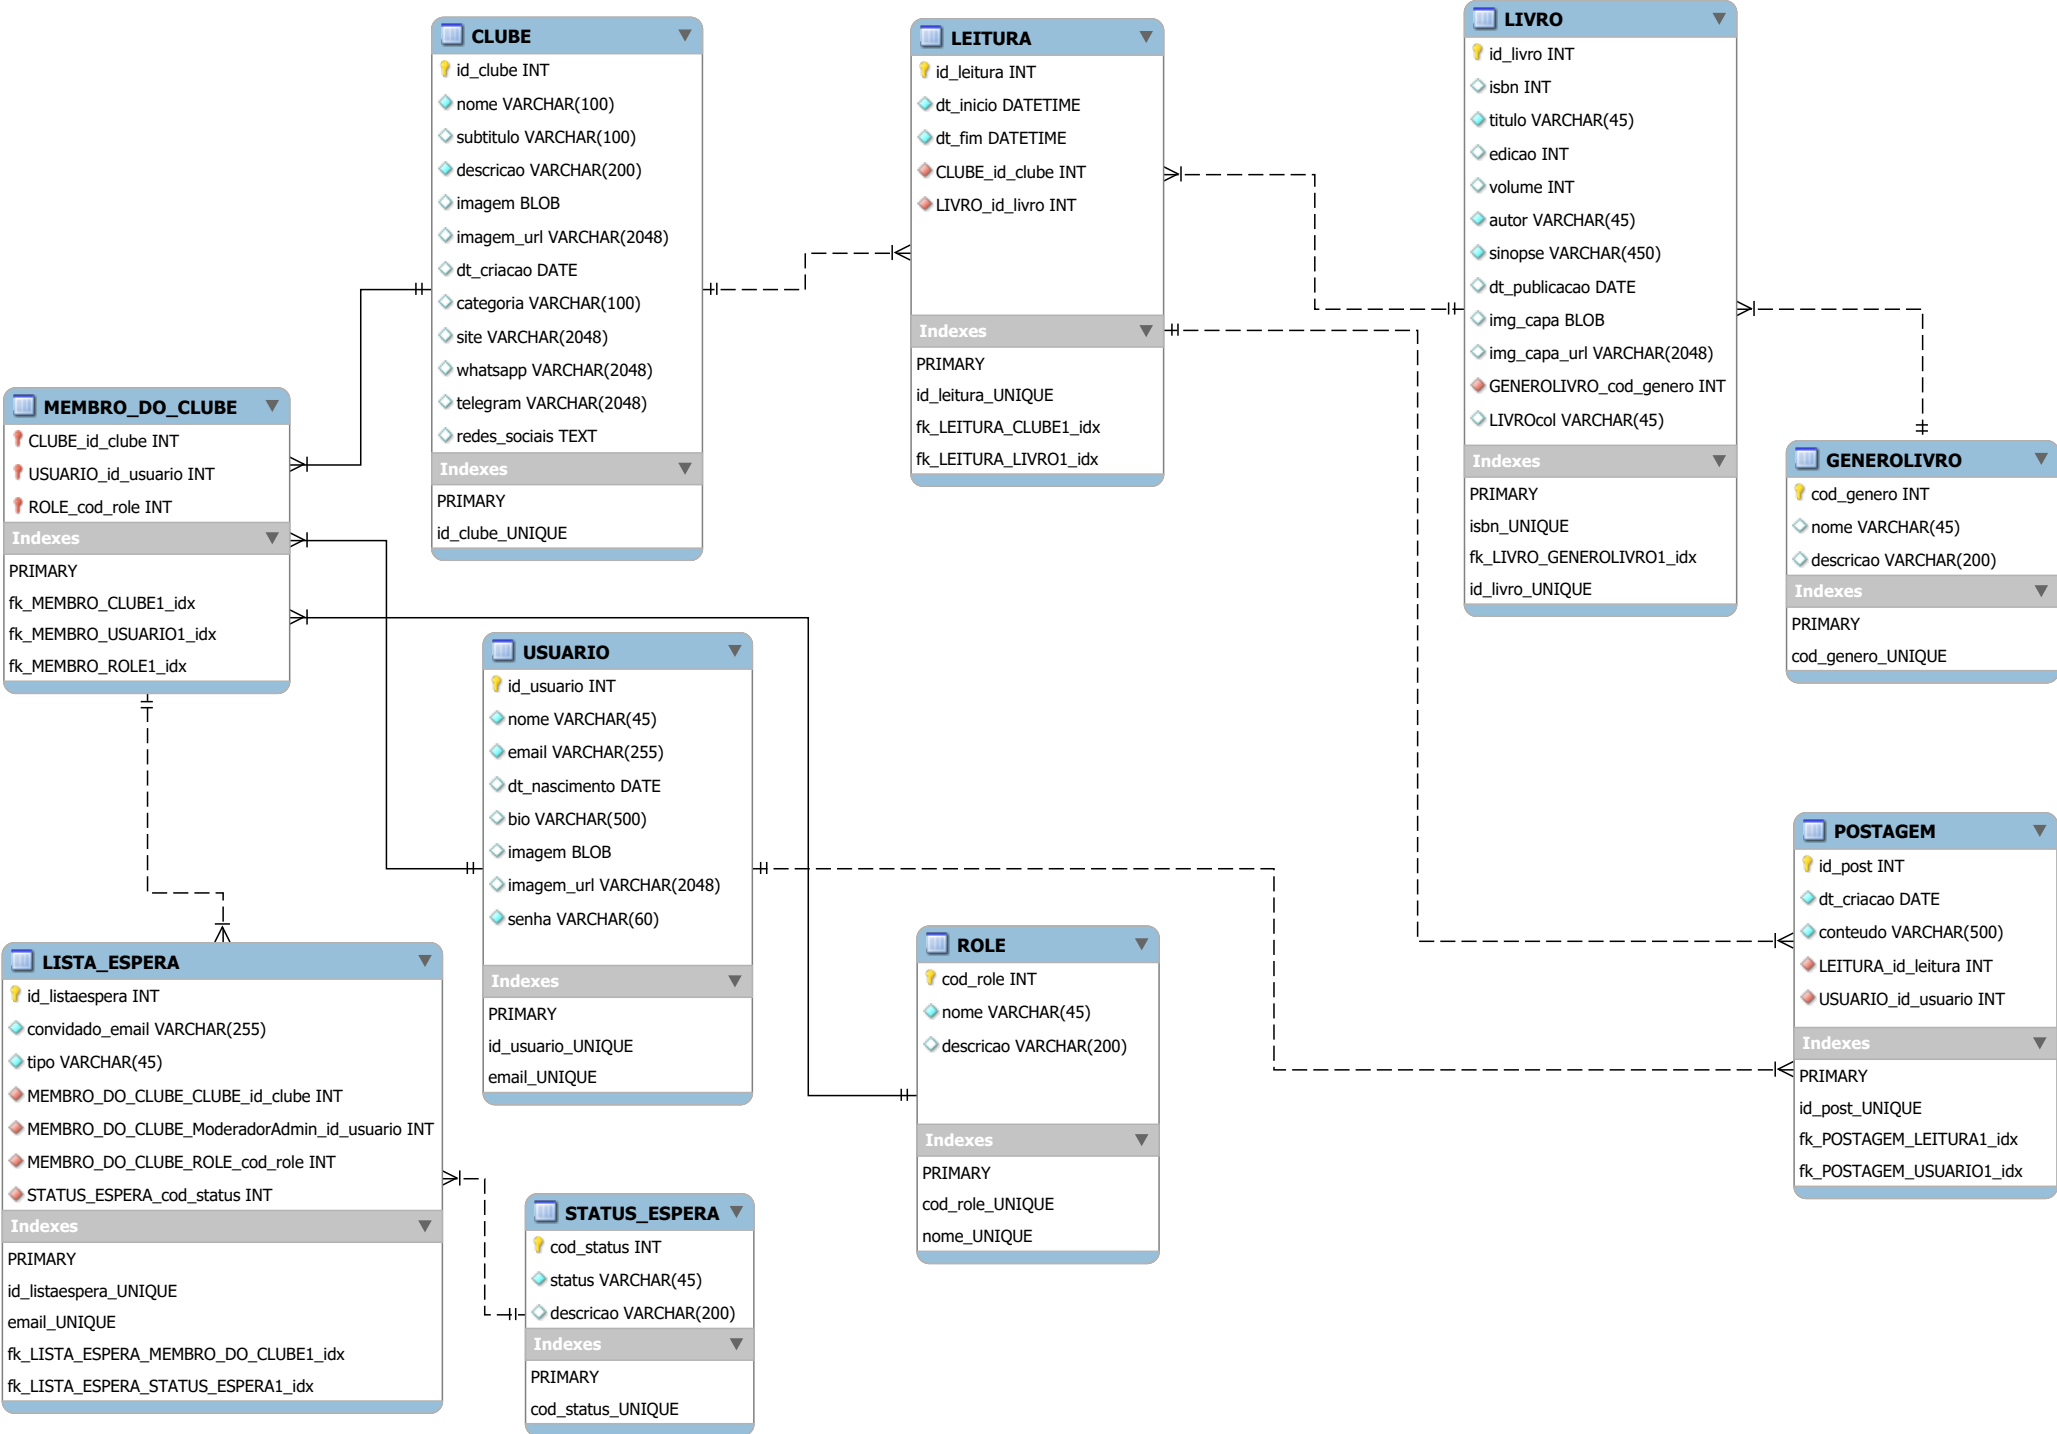 CLUBE
id_clube INT
nome VARCHAR(100)
subtitulo VARCHAR(100)
descricao VARCHAR(200)
imagem BLOB
imagem_url VARCHAR(2048)
dt_criacao DATE
categoria VARCHAR(100)
site VARCHAR(2048)
whatsapp VARCHAR(2048)
telegram VARCHAR(2048)
redes_sociais TEXT
Indexes
PRIMARY
id_clube_UNIQUE
LEITURA
id_leitura INT
dt_inicio DATETIME
dt_fim DATETIME
CLUBE_id_clube INT
LIVRO_id_livro INT
Indexes
PRIMARY
id_leitura_UNIQUE
fk_LEITURA_CLUBE1_idx
fk_LEITURA_LIVRO1_idx
LIVRO
id_livro INT
isbn INT
titulo VARCHAR(45)
edicao INT
volume INT
autor VARCHAR(45)
sinopse VARCHAR(450)
dt_publicacao DATE
img_capa BLOB
img_capa_url VARCHAR(2048)
GENEROLIVRO_cod_genero INT
LIVROcol VARCHAR(45)
Indexes
PRIMARY
isbn_UNIQUE
fk_LIVRO_GENEROLIVRO1_idx
id_livro_UNIQUE
MEMBRO_DO_CLUBE
CLUBE_id_clube INT
USUARIO_id_usuario INT
ROLE_cod_role INT
Indexes
PRIMARY
fk_MEMBRO_CLUBE1_idx
fk_MEMBRO_USUARIO1_idx
fk_MEMBRO_ROLE1_idx
GENEROLIVRO
cod_genero INT
nome VARCHAR(45)
descricao VARCHAR(200)
Indexes
PRIMARY
cod_genero_UNIQUE
USUARIO
id_usuario INT
nome VARCHAR(45)
email VARCHAR(255)
dt_nascimento DATE
bio VARCHAR(500)
imagem BLOB
imagem_url VARCHAR(2048)
senha VARCHAR(60)
Indexes
PRIMARY
id_usuario_UNIQUE
email_UNIQUE
POSTAGEM
id_post INT
dt_criacao DATE
conteudo VARCHAR(500)
LEITURA_id_leitura INT
USUARIO_id_usuario INT
Indexes
PRIMARY
id_post_UNIQUE
fk_POSTAGEM_LEITURA1_idx
fk_POSTAGEM_USUARIO1_idx
ROLE
cod_role INT
nome VARCHAR(45)
descricao VARCHAR(200)
Indexes
PRIMARY
cod_role_UNIQUE
nome_UNIQUE
LISTA_ESPERA
id_listaespera INT
convidado_email VARCHAR(255)
tipo VARCHAR(45)
MEMBRO_DO_CLUBE_CLUBE_id_clube INT
MEMBRO_DO_CLUBE_ModeradorAdmin_id_usuario INT
MEMBRO_DO_CLUBE_ROLE_cod_role INT
STATUS_ESPERA_cod_status INT
Indexes
PRIMARY
id_listaespera_UNIQUE
email_UNIQUE
fk_LISTA_ESPERA_MEMBRO_DO_CLUBE1_idx
fk_LISTA_ESPERA_STATUS_ESPERA1_idx
STATUS_ESPERA
cod_status INT
status VARCHAR(45)
descricao VARCHAR(200)
Indexes
PRIMARY
cod_status_UNIQUE